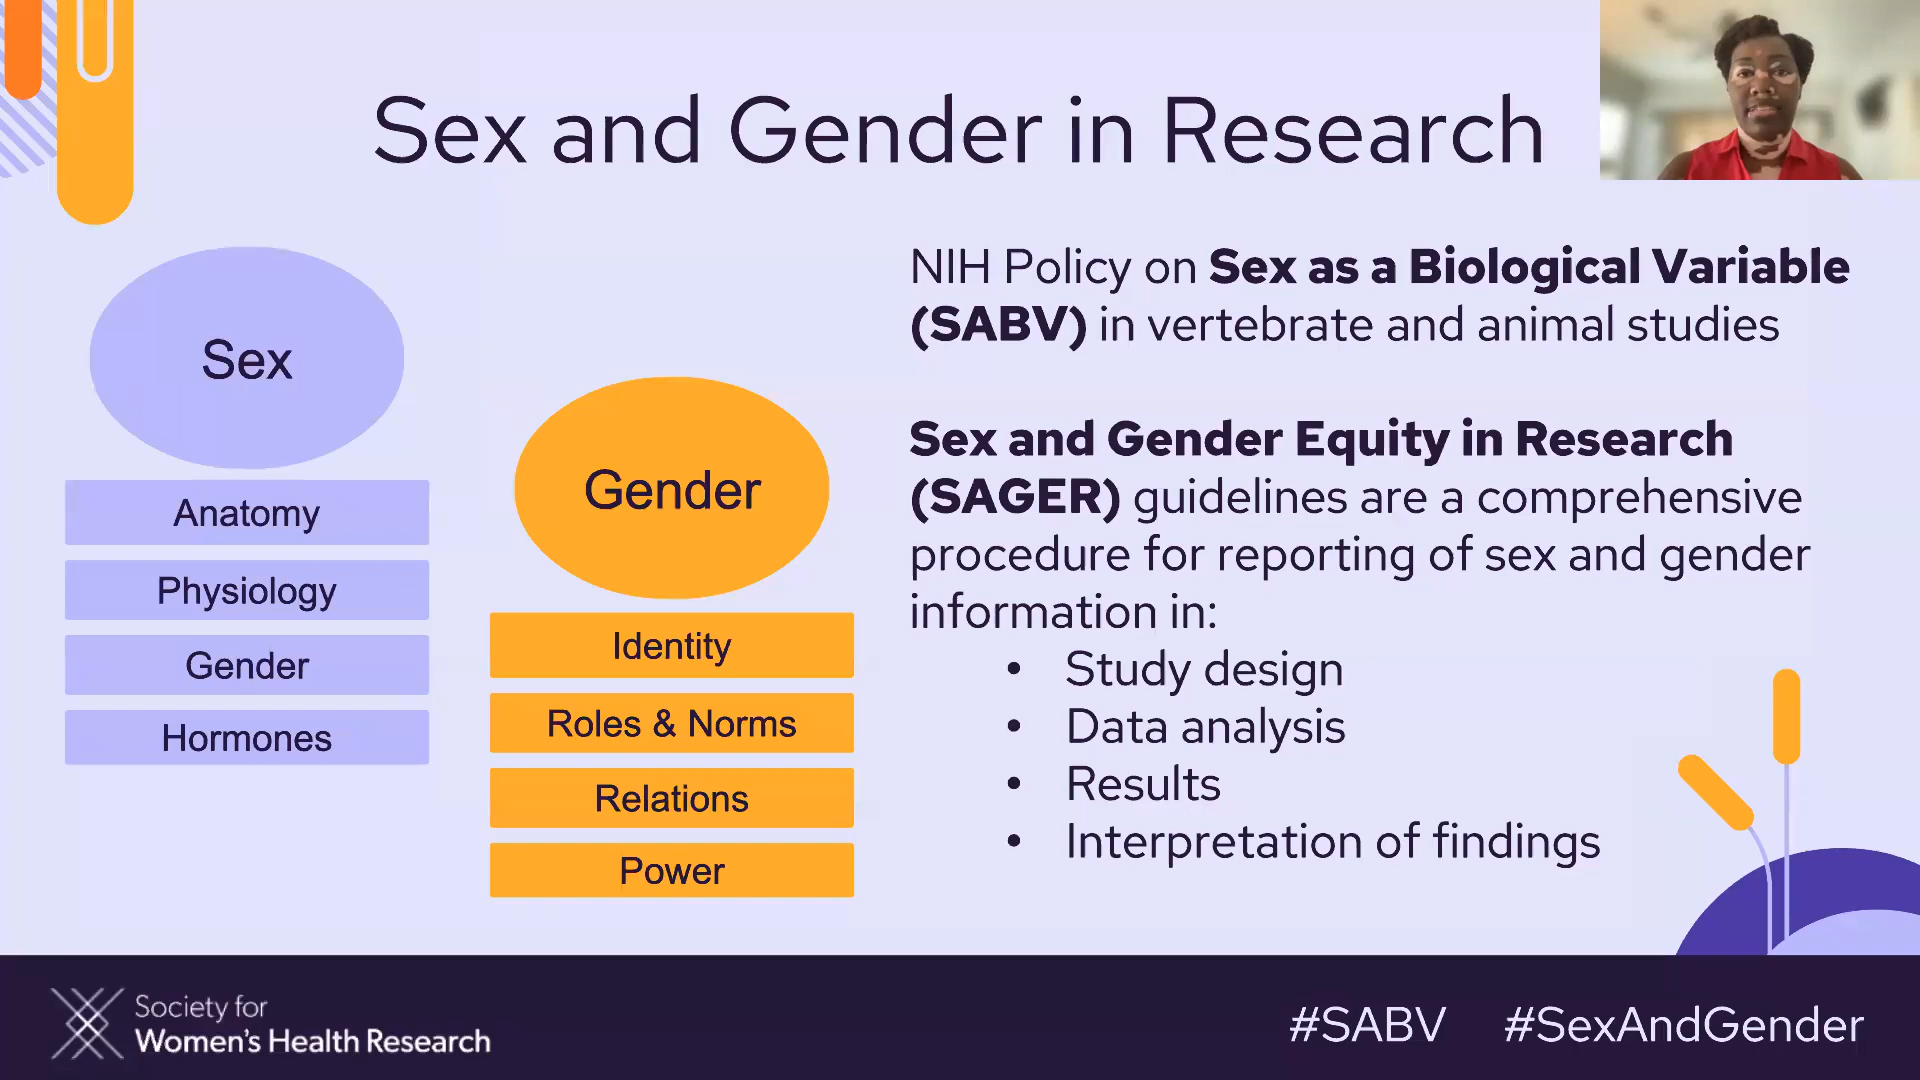 Sex and Gender in Research
Sex
Anatomy
Physiology
Gender
Hormones
Gender
Identity
Roles & Norms
Relations
Power
NIH Policy on Sex as a Biological Variable
(SABV) in vertebrate and animal studies
Sex and Gender Equity in Research
(SAGER) guidelines are a comprehensive
procedure for reporting of sex and gender
information in:
• Study design
• Data analysis
• Results
• Interpretation of findings
Society for
Women's Health Research
#SABV #SexAndGender